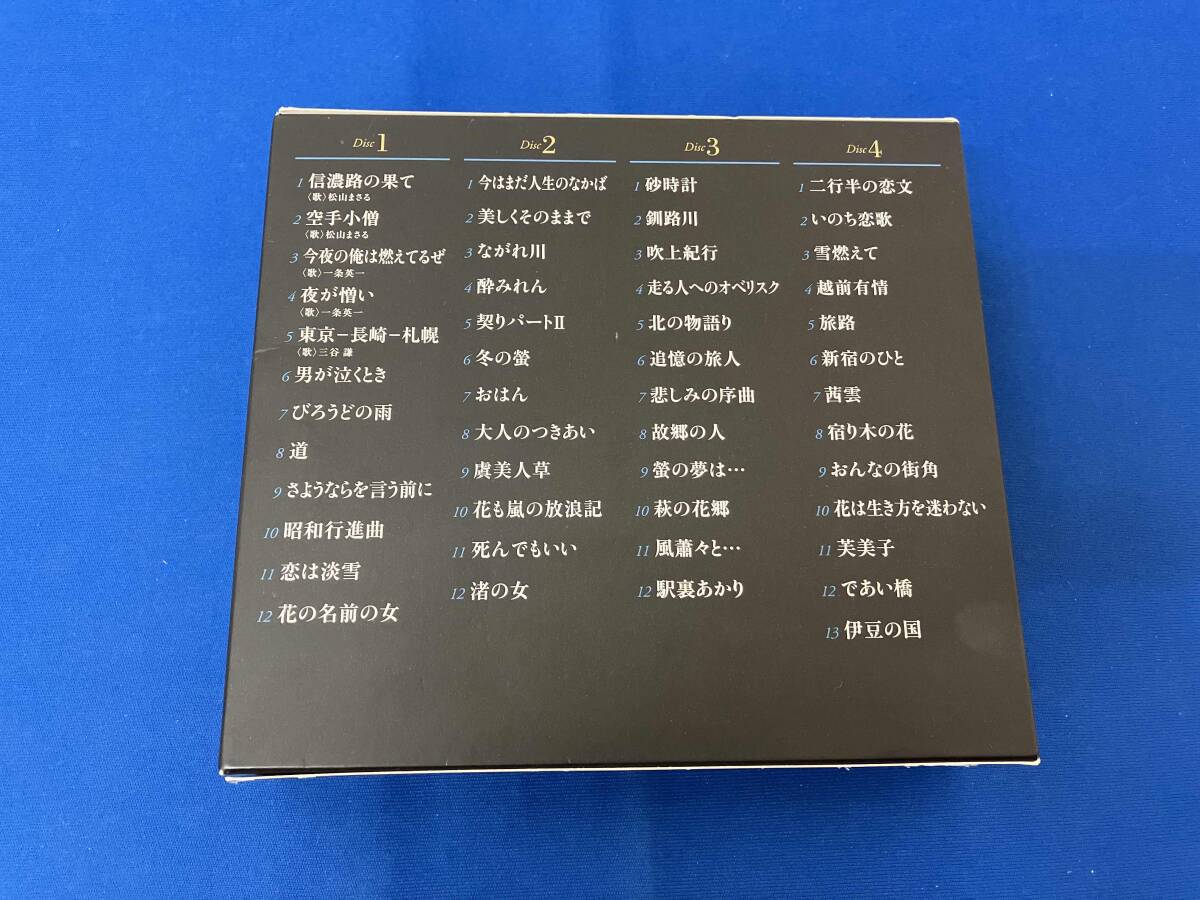 Disc 1
1 信濃路の果て
〈歌〉松山まさる
2 空手小僧
〈歌〉松山まさる
3 今夜の俺は燃えてるぜ
〈歌〉一条英一
4 夜が憎い
〈歌〉一条英一
5 東京−長崎−札幌
〈歌〉三谷 謙
6 男が泣くとき
7 びろうどの雨
8 道
9 さようならを言う前に
10 昭和行進曲
11 恋は淡雪
12 花の名前の女
Disc 2
1 今はまだ人生のなかば
2 美しくそのままで
3 ながれ川
4 酔みれん
5 契りパートII
6 冬の螢
7 おはん
8 大人のつきあい
9 虞美人草
10 花も嵐の放浪記
11 死んでもいい
12 渚の女
Disc 3
1 砂時計
2 釧路川
3 吹上紀行
4 走る人へのオベリスク
5 北の物語り
6 追憶の旅人
7 悲しみの序曲
8 故郷の人
9 螢の夢は…
10 萩の花郷
11 風蕭々と…
12 駅裏あかり
Disc 4
1 二行半の恋文
2 いのち恋歌
3 雪燃えて
4 越前有情
5 旅路
6 新宿のひと
7 茜雲
8 宿り木の花
9 おんなの街角
10 花は生き方を迷わない
11 芙美子
12 であい橋
13 伊豆の国